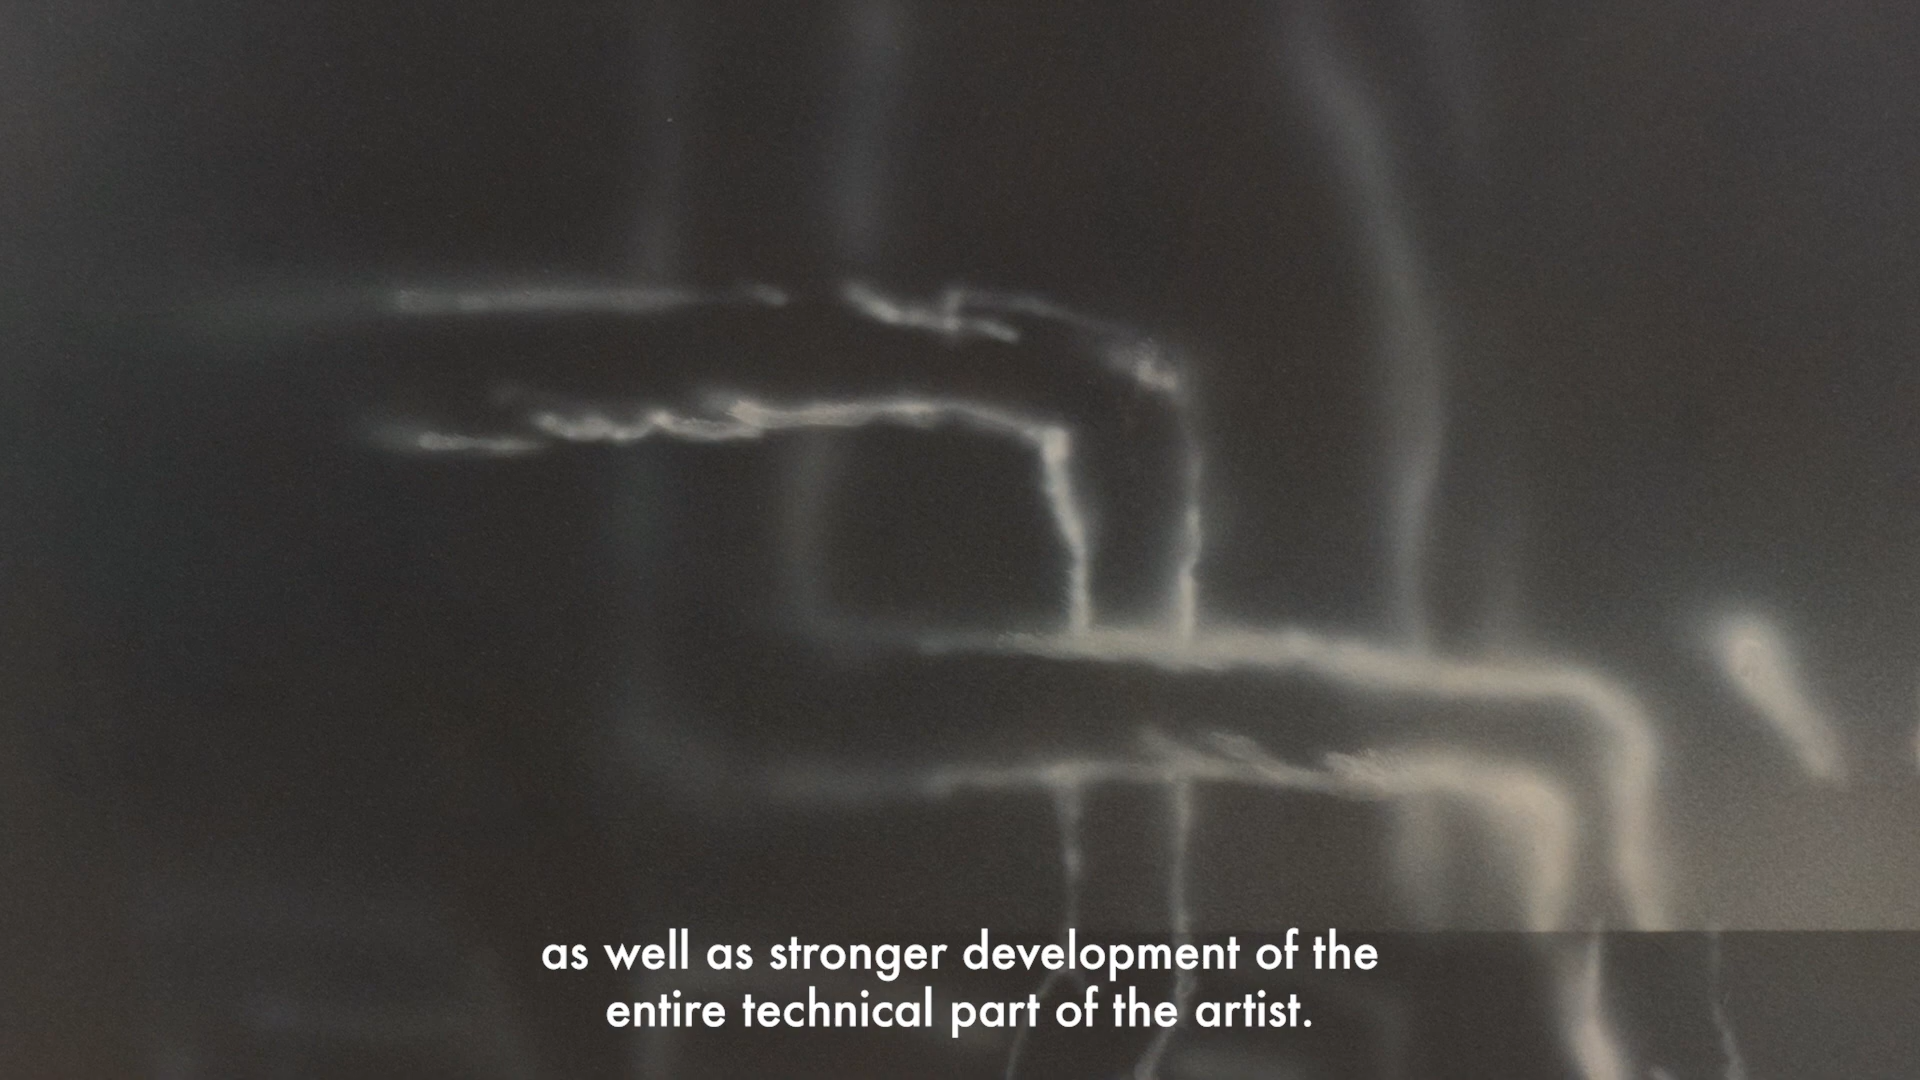 as well as stronger development of the
entire technical part of the artist.